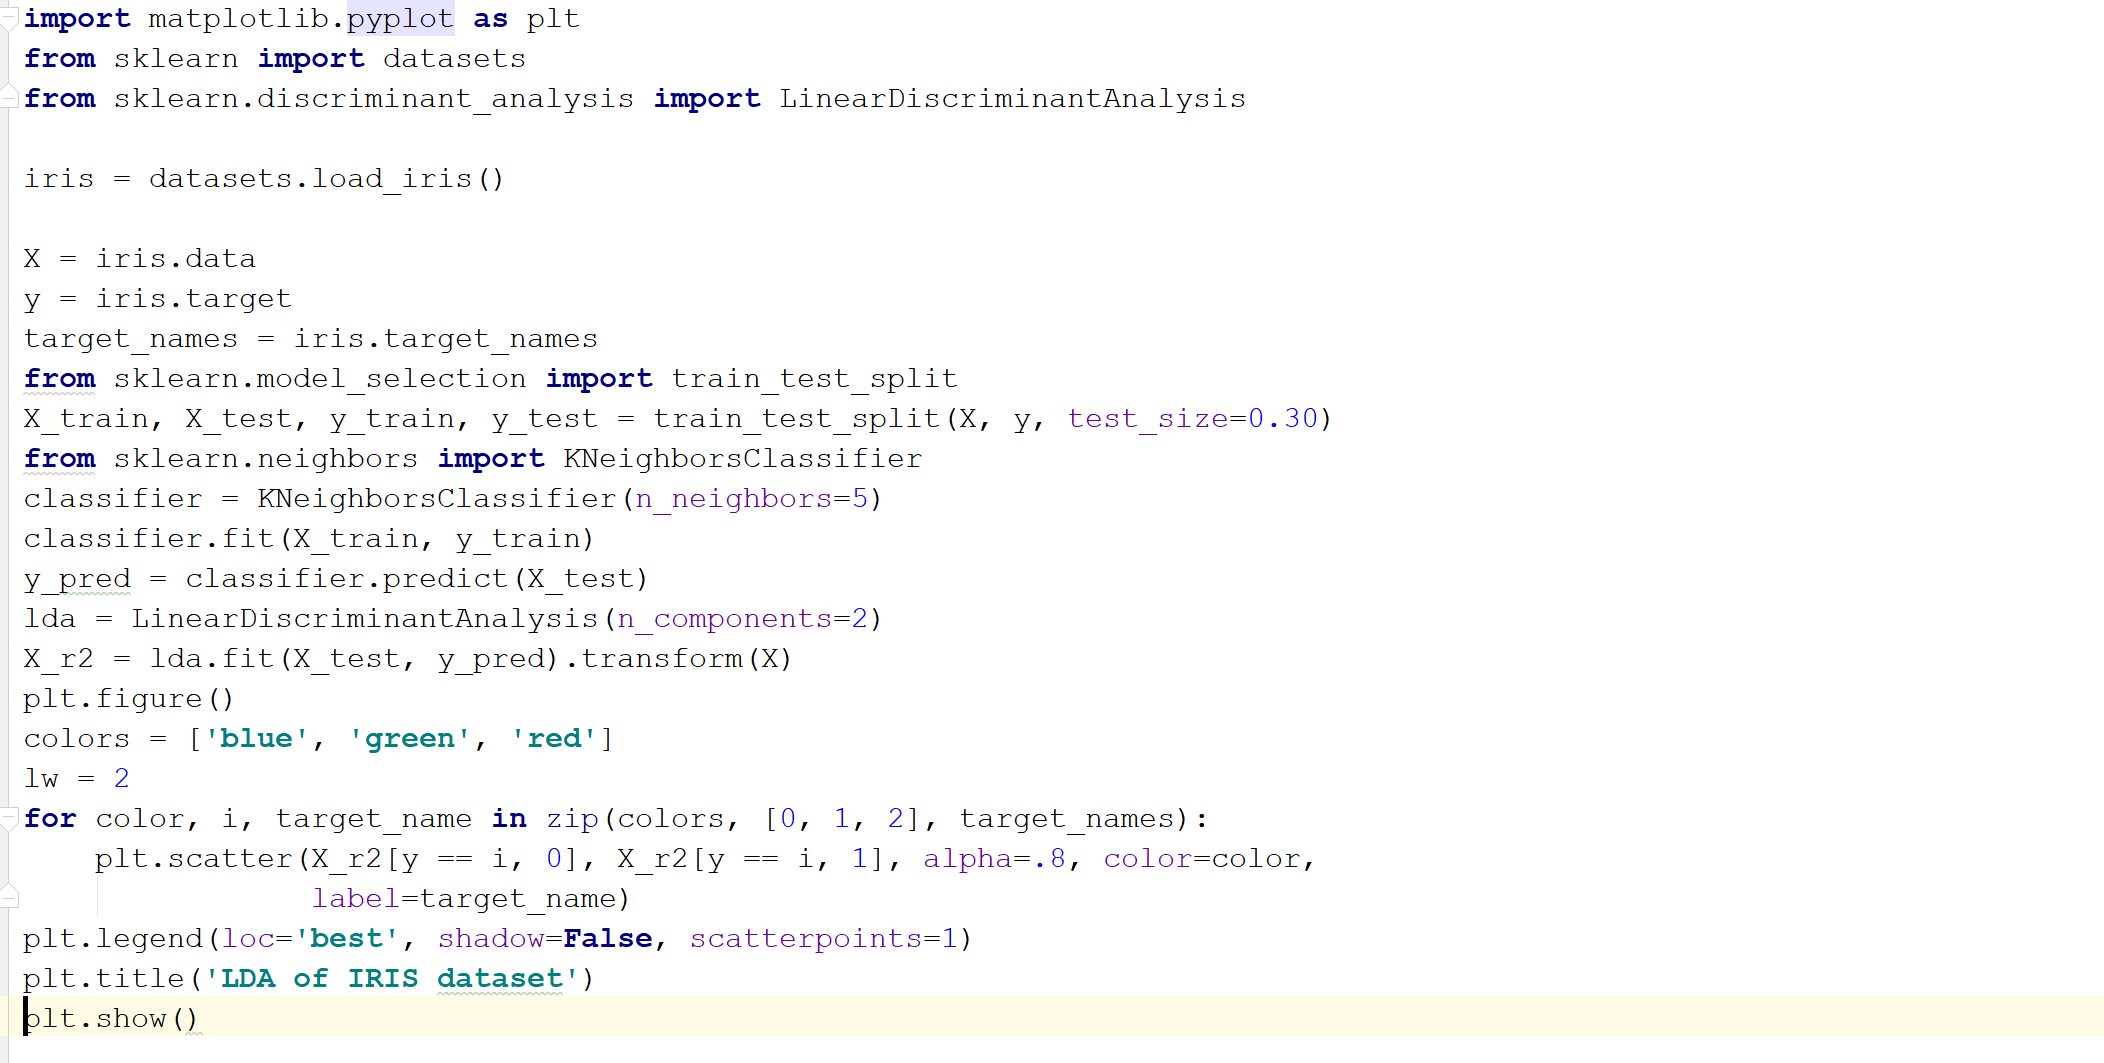 import matplotlib.pyplot as plt
from sklearn import datasets
from sklearn.discriminant_analysis import LinearDiscriminantAnalysis
iris = datasets.load_iris()
X = iris.data
y = iris.target
target_names = iris.target_names
from sklearn.model_selection import train_test_split
X_train, X_test, y_train, y_test = train_test_split(X, y, test_size=0.30)
from sklearn.neighbors import KNeighborsClassifier
classifier = KNeighborsClassifier(n_neighbors=5)
classifier.fit(X_train, y_train)
y_pred = classifier.predict(X_test)
lda = LinearDiscriminantAnalysis(n_components=2)
X_r2 = lda.fit(X_test, y_pred).transform(X)
plt.figure()
colors = ['blue', 'green', 'red']
lw = 2
for color, i, target_name in zip(colors, [0, 1, 2], target_names):
    plt.scatter(X_r2[y == i, 0], X_r2[y == i, 1], alpha=.8, color=color,
                label=target_name)
plt.legend(loc='best', shadow=False, scatterpoints=1)
plt.title('LDA of IRIS dataset')
plt.show()